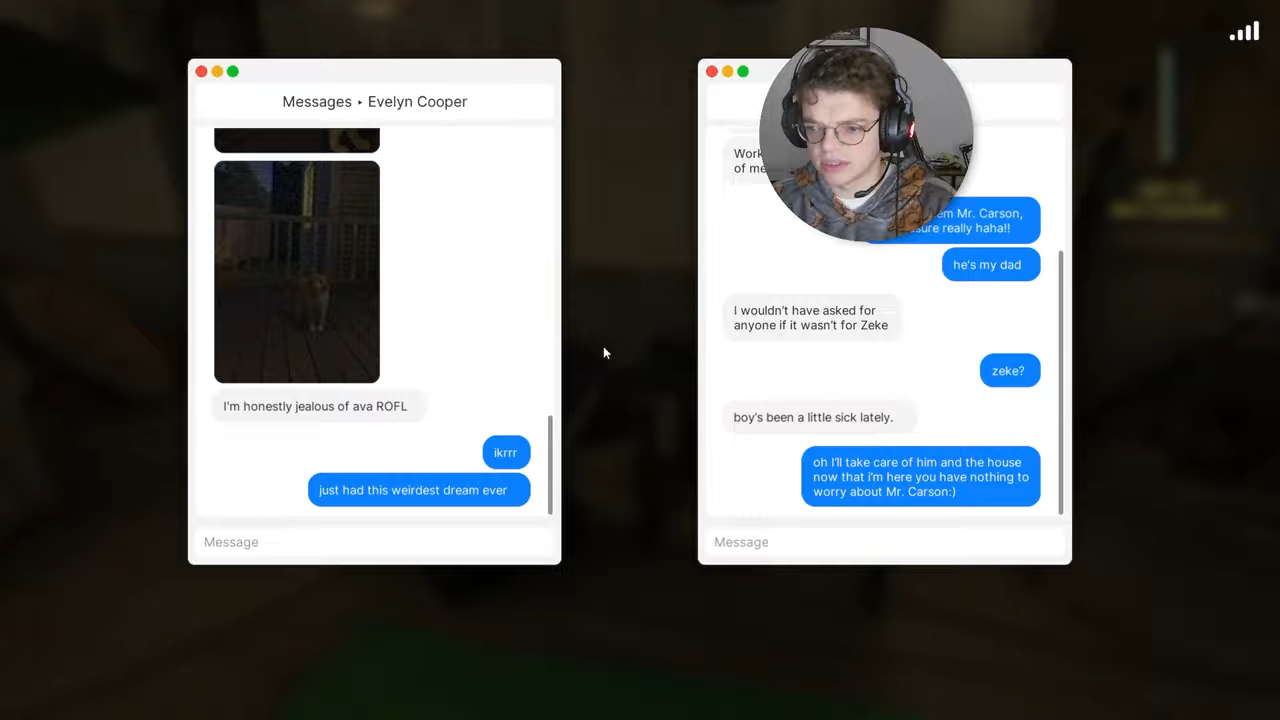 Messages ▸ Evelyn Cooper
I'm honestly jealous of ava ROFL
ikrrr
just had this weirdest dream ever
Message
Work
of me
em Mr. Carson,
sure really haha!!
he's my dad
I wouldn't have asked for
anyone if it wasn't for Zeke
zeke?
boy's been a little sick lately.
oh I'll take care of him and the house
now that i'm here you have nothing to
worry about Mr. Carson:)
Message